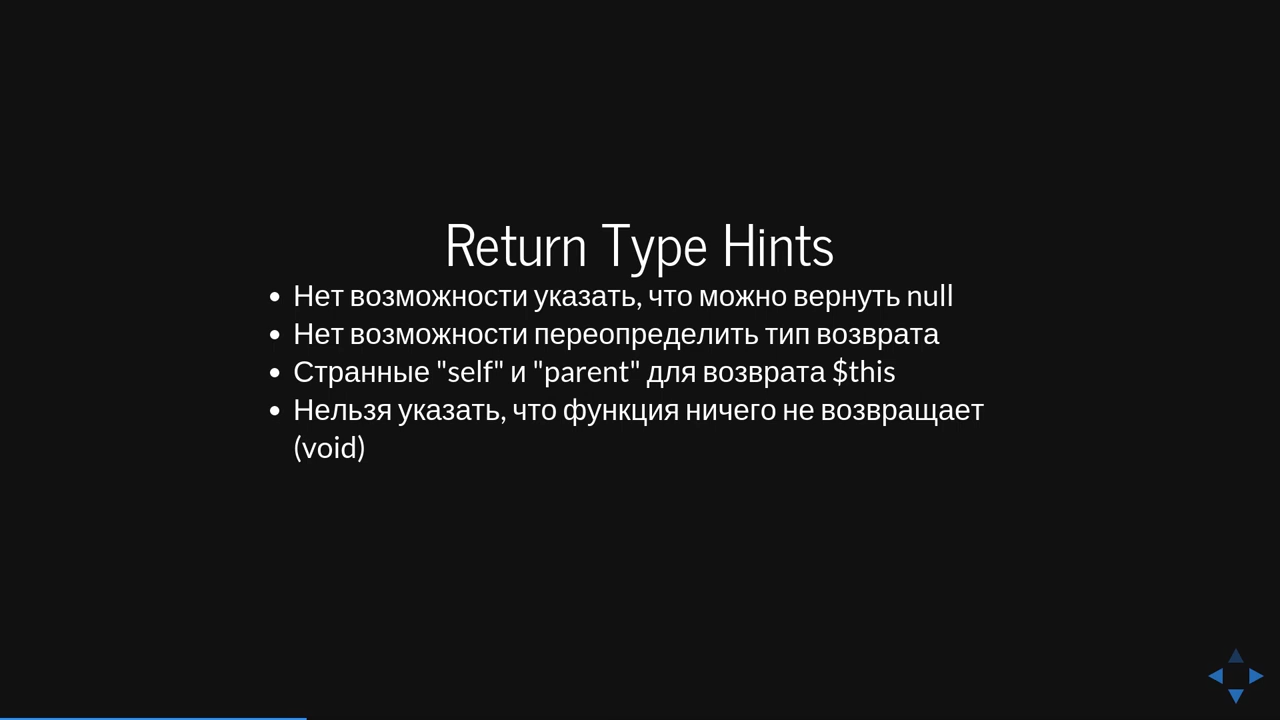 Return Type Hints
Нет возможности указать, что можно вернуть null
Нет возможности переопределить тип возврата
Странные "self" и "parent" для возврата $this
Нельзя указать, что функция ничего не возвращает
(void)